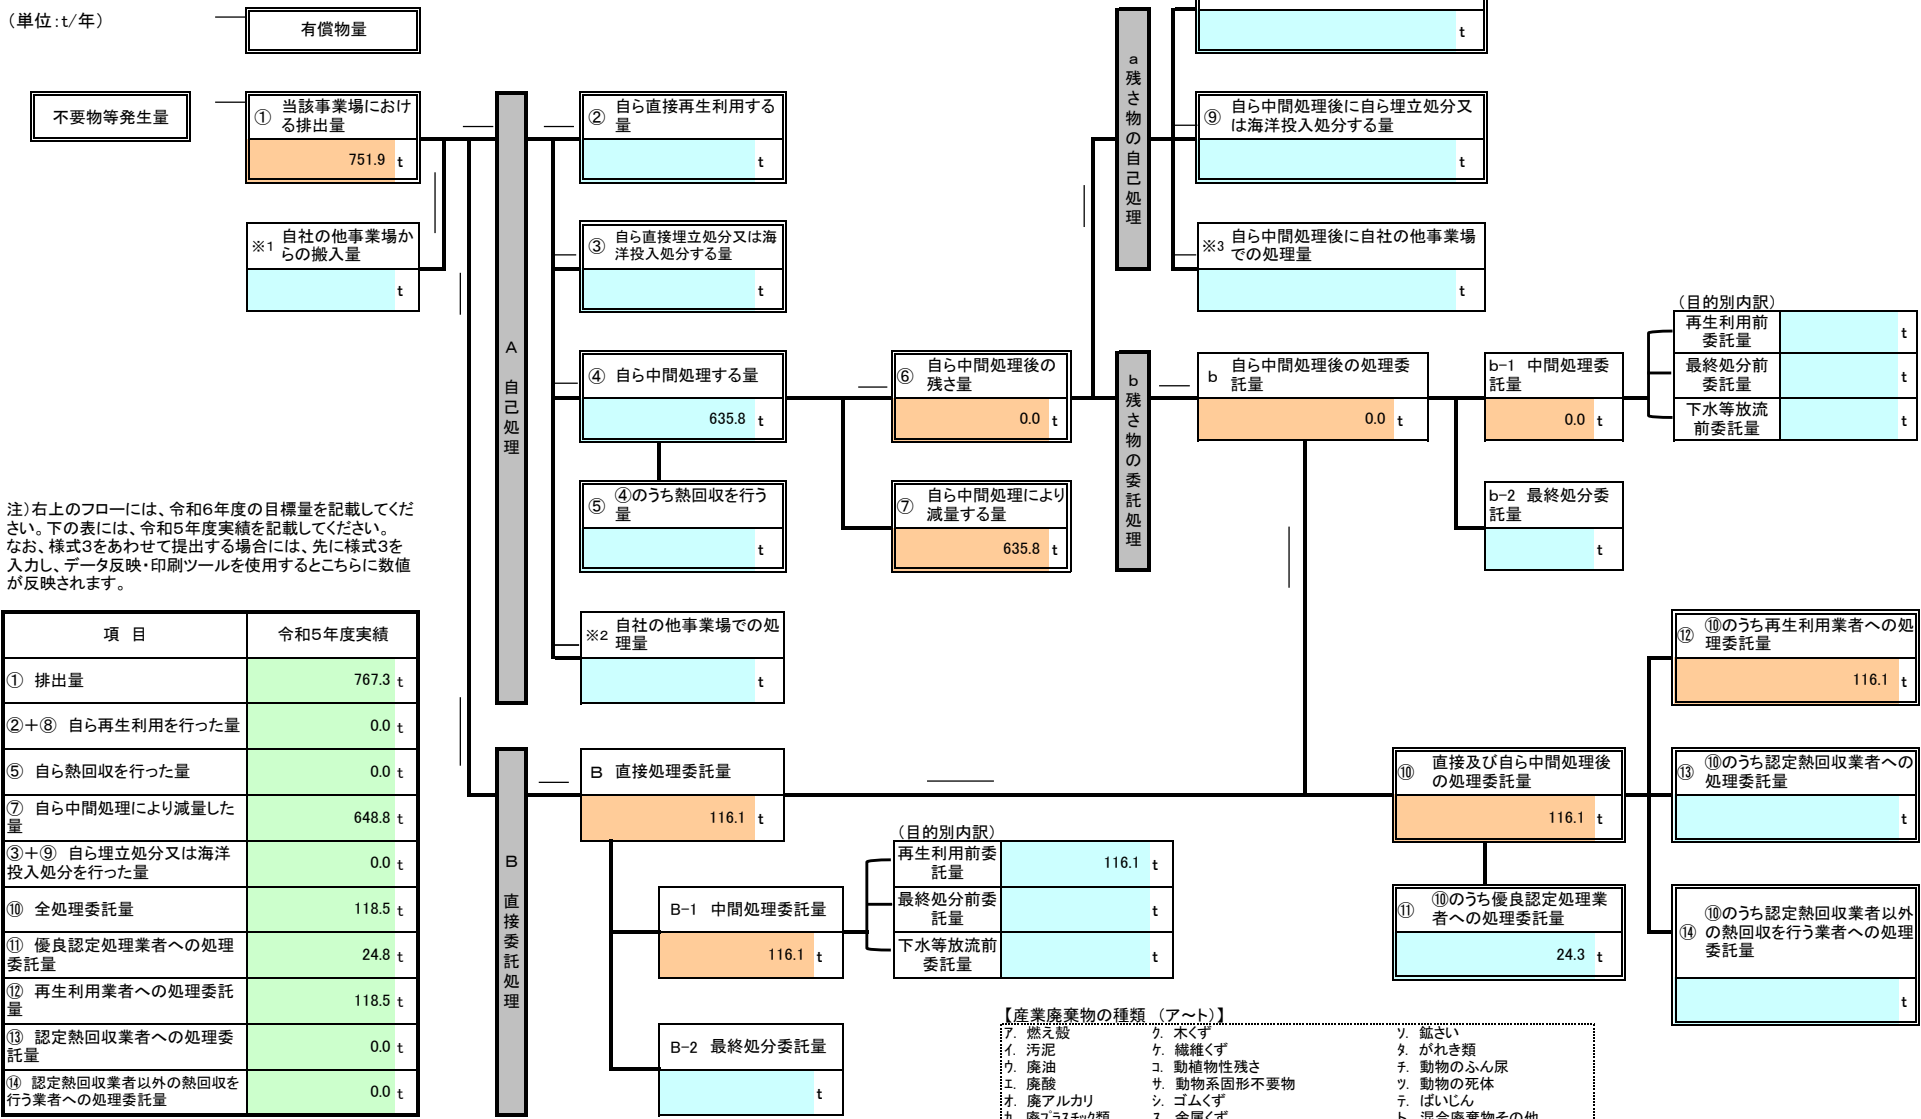 (単位:t/年)
有償物量
t
不要物等発生量
① 当該事業場におけ
る排出量
751.9 t
※1 自社の他事業場か
らの搬入量
t
A 自己処理
② 自ら直接再生利用する
量
t
③ 自ら直接埋立処分又は海
洋投入処分する量
t
④ 自ら中間処理する量
635.8 t
⑤ ④のうち熱回収を行う
量
t
※2 自社の他事業場での処
理量
t
⑥ 自ら中間処理後の
残さ量
0.0 t
⑦ 自ら中間処理により
減量する量
635.8 t
a 残さ物の自己処理
⑨ 自ら中間処理後に自ら埋立処分又
は海洋投入処分する量
t
※3 自ら中間処理後に自社の他事業場
での処理量
t
b 残さ物の委託処理
b 自ら中間処理後の処理委
託量
0.0 t
b-1 中間処理委
託量
0.0 t
b-2 最終処分委
託量
t
(目的別内訳)
再生利用前
委託量 t
最終処分前
委託量 t
下水等放流
前委託量 t
注)右上のフローには、令和6年度の目標量を記載してくだ
さい。下の表には、令和5年度実績を記載してください。
なお、様式3をあわせて提出する場合には、先に様式3を
入力し、データ反映・印刷ツールを使用するとこちらに数値
が反映されます。
項 目 令和5年度実績
① 排出量 767.3 t
②+⑧ 自ら再生利用を行った量 0.0 t
⑤ 自ら熱回収を行った量 0.0 t
⑦ 自ら中間処理により減量した
量 648.8 t
③+⑨ 自ら埋立処分又は海洋
投入処分を行った量 0.0 t
⑩ 全処理委託量 118.5 t
⑪ 優良認定処理業者への処理
委託量 24.8 t
⑫ 再生利用業者への処理委託
量 118.5 t
⑬ 認定熱回収業者への処理委
託量 0.0 t
⑭ 認定熱回収業者以外の熱回収を
行う業者への処理委託量 0.0 t
B 直接委託処理
B 直接処理委託量
116.1 t
B-1 中間処理委託量
116.1 t
B-2 最終処分委託量
t
(目的別内訳)
再生利用前委
託量 116.1 t
最終処分前委
託量 t
下水等放流前
委託量 t
⑩ 直接及び自ら中間処理後
の処理委託量
116.1 t
⑪ ⑩のうち優良認定処理業
者への処理委託量
24.3 t
⑫ ⑩のうち再生利用業者への処
理委託量
116.1 t
⑬ ⑩のうち認定熱回収業者への
処理委託量
t
⑭ ⑩のうち認定熱回収業者以外
の熱回収を行う業者への処理
委託量
t
【産業廃棄物の種類 (ア~ト)】
ア. 燃え殻 ク. 木くず ソ. 鉱さい
イ. 汚泥 ケ. 繊維くず タ. がれき類
ウ. 廃油 コ. 動植物性残さ チ. 動物のふん尿
エ. 廃酸 サ. 動物系固形不要物 ツ. 動物の死体
オ. 廃アルカリ シ. ゴムくず テ. ばいじん
カ. 廃プラスチック類 ス. 金属くず ト. 混合廃棄物その他